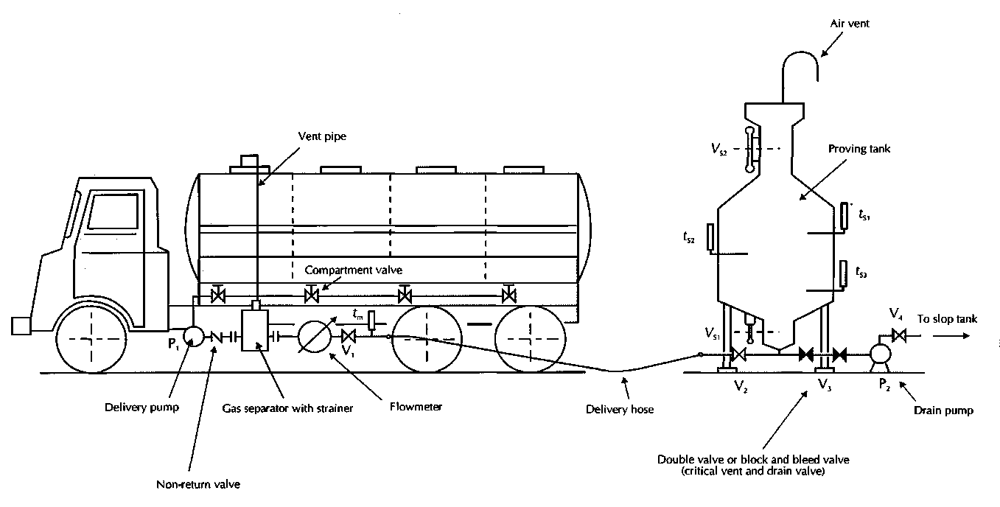 Air vent
Vent pipe
V_S2
Proving tank
t_S1
t_S2
t_S3
Compartment valve
t_m
V_4
To slop tank
P_1
V_1
V_S1
V_2
V_3
P_2
Delivery pump
Gas separator with strainer
Flowmeter
Delivery hose
Drain pump
Double valve or block and bleed valve
(critical vent and drain valve)
Non-return valve